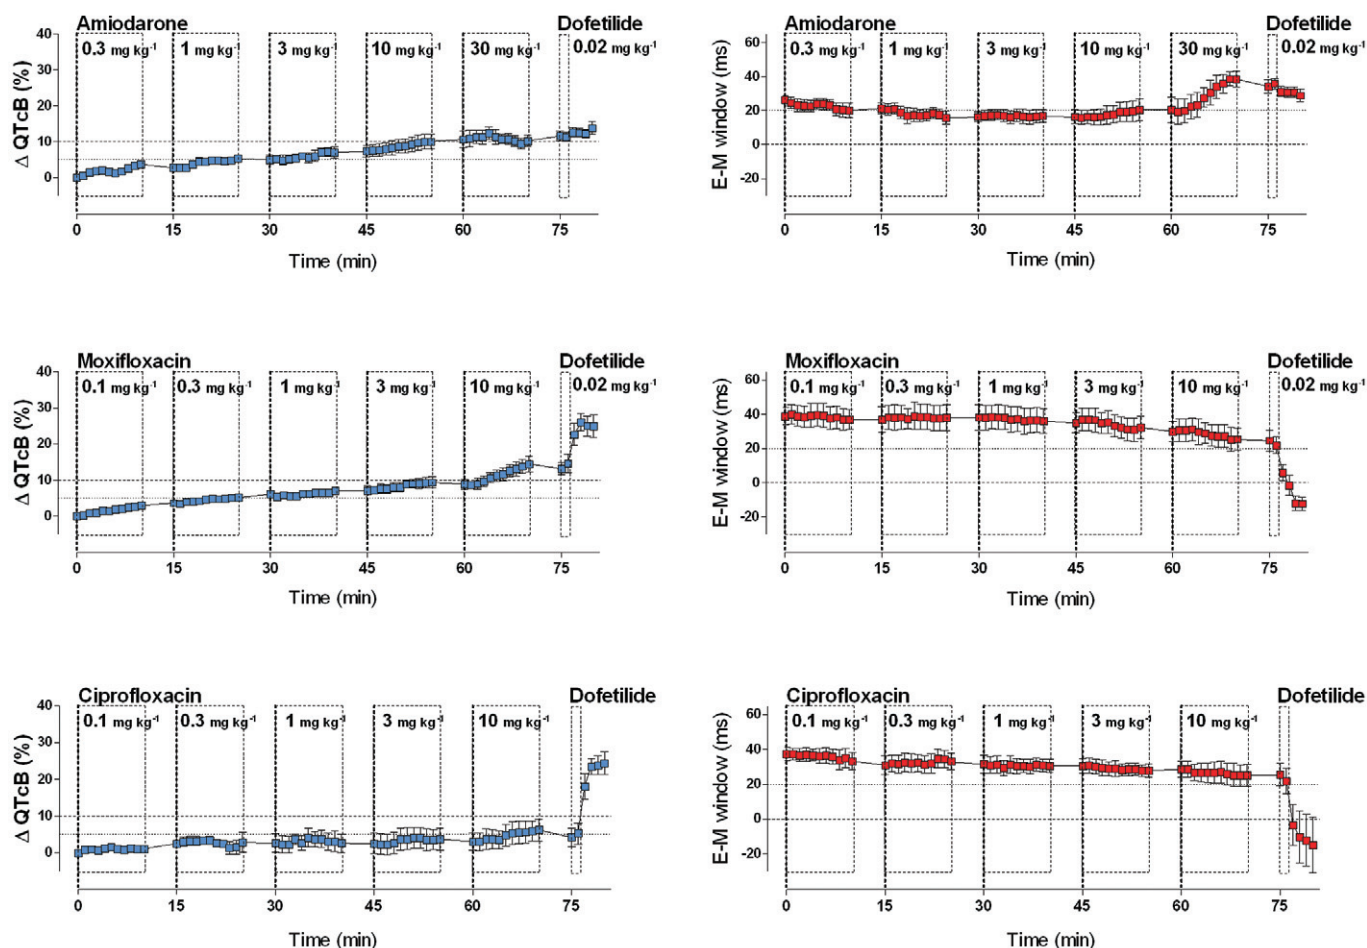 Amiodarone Dofetilide
0.3 mg kg-1 1 mg kg-1 3 mg kg-1 10 mg kg-1 30 mg kg-1 0.02 mg kg-1
Δ QTcB (%)
40
30
20
10
0
0 15 30 45 60 75
Time (min)
Amiodarone Dofetilide
0.3 mg kg-1 1 mg kg-1 3 mg kg-1 10 mg kg-1 30 mg kg-1 0.02 mg kg-1
E-M window (ms)
60
40
20
0
-20
0 15 30 45 60 75
Time (min)
Moxifloxacin Dofetilide
0.1 mg kg-1 0.3 mg kg-1 1 mg kg-1 3 mg kg-1 10 mg kg-1 0.02 mg kg-1
Δ QTcB (%)
40
30
20
10
0
0 15 30 45 60 75
Time (min)
Moxifloxacin Dofetilide
0.1 mg kg-1 0.3 mg kg-1 1 mg kg-1 3 mg kg-1 10 mg kg-1 0.02 mg kg-1
E-M window (ms)
60
40
20
0
-20
0 15 30 45 60 75
Time (min)
Ciprofloxacin Dofetilide
0.1 mg kg-1 0.3 mg kg-1 1 mg kg-1 3 mg kg-1 10 mg kg-1
Δ QTcB (%)
40
30
20
10
0
0 15 30 45 60 75
Time (min)
Ciprofloxacin Dofetilide
0.1 mg kg-1 0.3 mg kg-1 1 mg kg-1 3 mg kg-1 10 mg kg-1
E-M window (ms)
60
40
20
0
-20
0 15 30 45 60 75
Time (min)